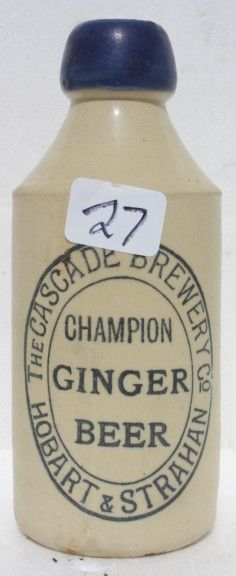 27
THE CASCADE BREWERY Co
CHAMPION
GINGER
BEER
HOBART & STRAHAN